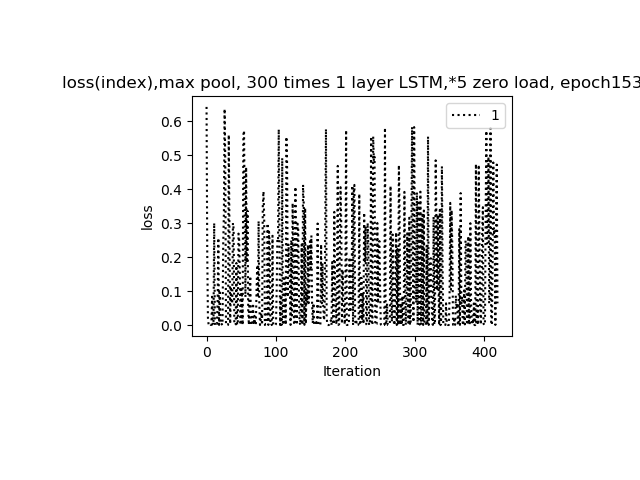 loss(index),max pool, 300 times 1 layer LSTM,*5 zero load, epoch153
1
0.6
0.5
0.4
0.3
0.2
0.1
0.0
loss
0 100 200 300 400
Iteration